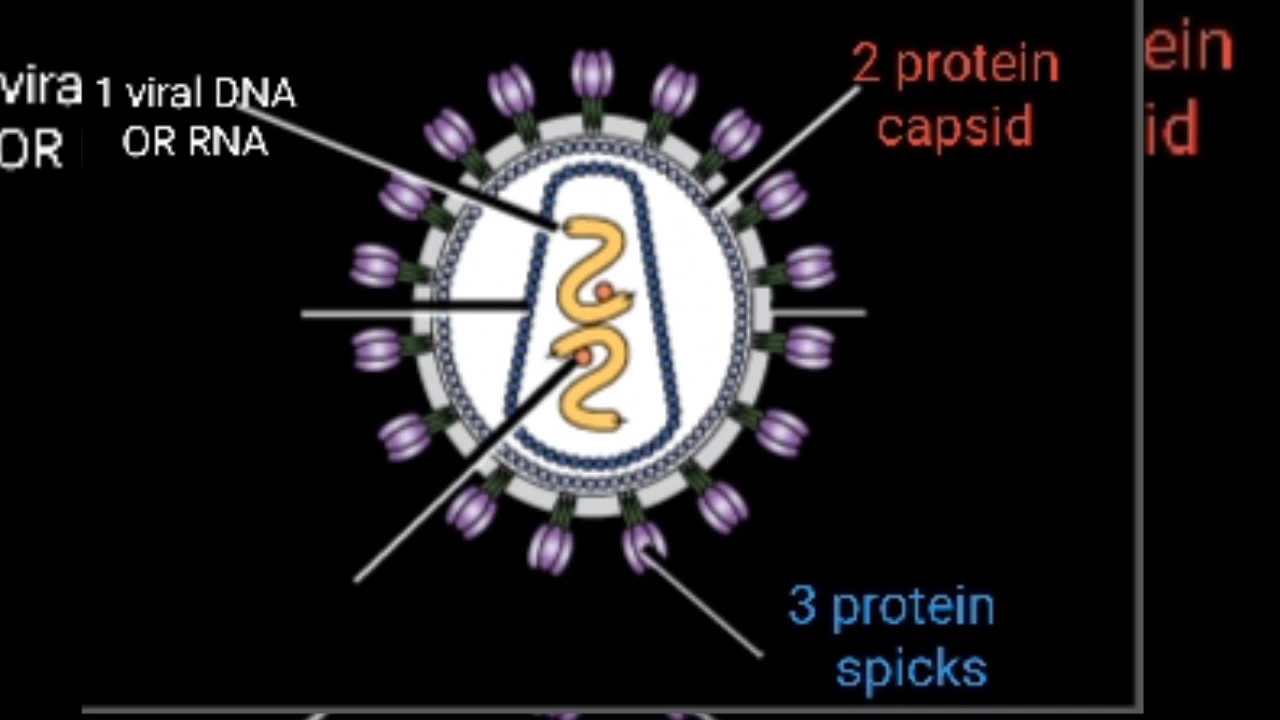 vira
OR
1 viral DNA
OR RNA
2 protein
capsid
ein
id
3 protein
spicks